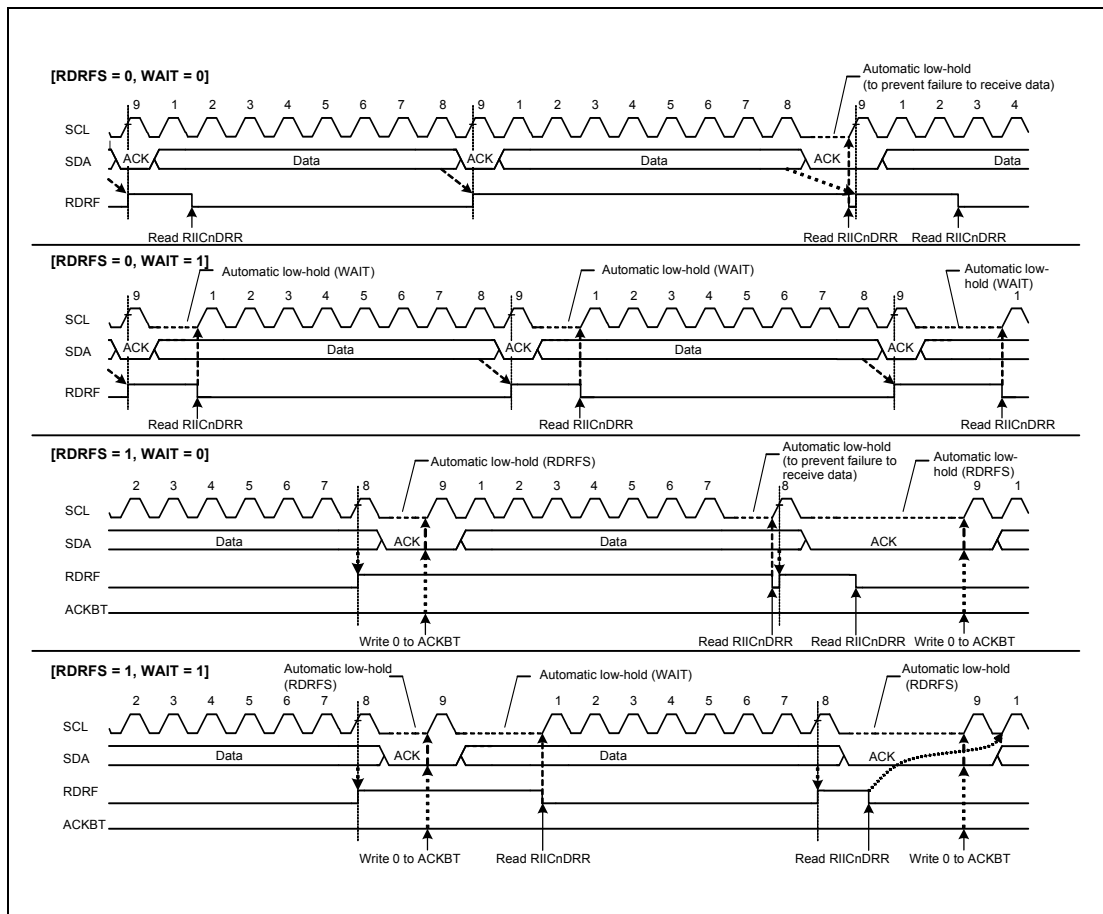 [RDRFS = 0, WAIT = 0]
Automatic low-hold
(to prevent failure to receive data)
9 1 2 3 4 5 6 7 8 9 1 2 3 4 5 6 7 8 9 1 2 3 4
SCL
SDA ACK Data ACK Data ACK Data
RDRF
Read RIICnDRR Read RIICnDRR Read RIICnDRR
[RDRFS = 0, WAIT = 1]
Automatic low-hold (WAIT) Automatic low-hold (WAIT) Automatic low-
hold (WAIT)
9 1 2 3 4 5 6 7 8 9 1 2 3 4 5 6 7 8 9 1
SCL
SDA ACK Data ACK Data ACK
RDRF
Read RIICnDRR Read RIICnDRR Read RIICnDRR
[RDRFS = 1, WAIT = 0]
Automatic low-hold (RDRFS) Automatic low-hold
(to prevent failure to
receive data) Automatic low-
hold (RDRFS)
2 3 4 5 6 7 8 9 1 2 3 4 5 6 7 8 9 1
SCL
SDA Data ACK Data ACK
RDRF
ACKBT
Write 0 to ACKBT Read RIICnDRR Read RIICnDRR Write 0 to ACKBT
[RDRFS = 1, WAIT = 1]
Automatic low-hold
(RDRFS) Automatic low-hold (WAIT) Automatic low-hold
(RDRFS)
2 3 4 5 6 7 8 9 1 2 3 4 5 6 7 8 9 1
SCL
SDA Data ACK Data ACK
RDRF
ACKBT
Write 0 to ACKBT Read RIICnDRR Read RIICnDRR Write 0 to ACKBT